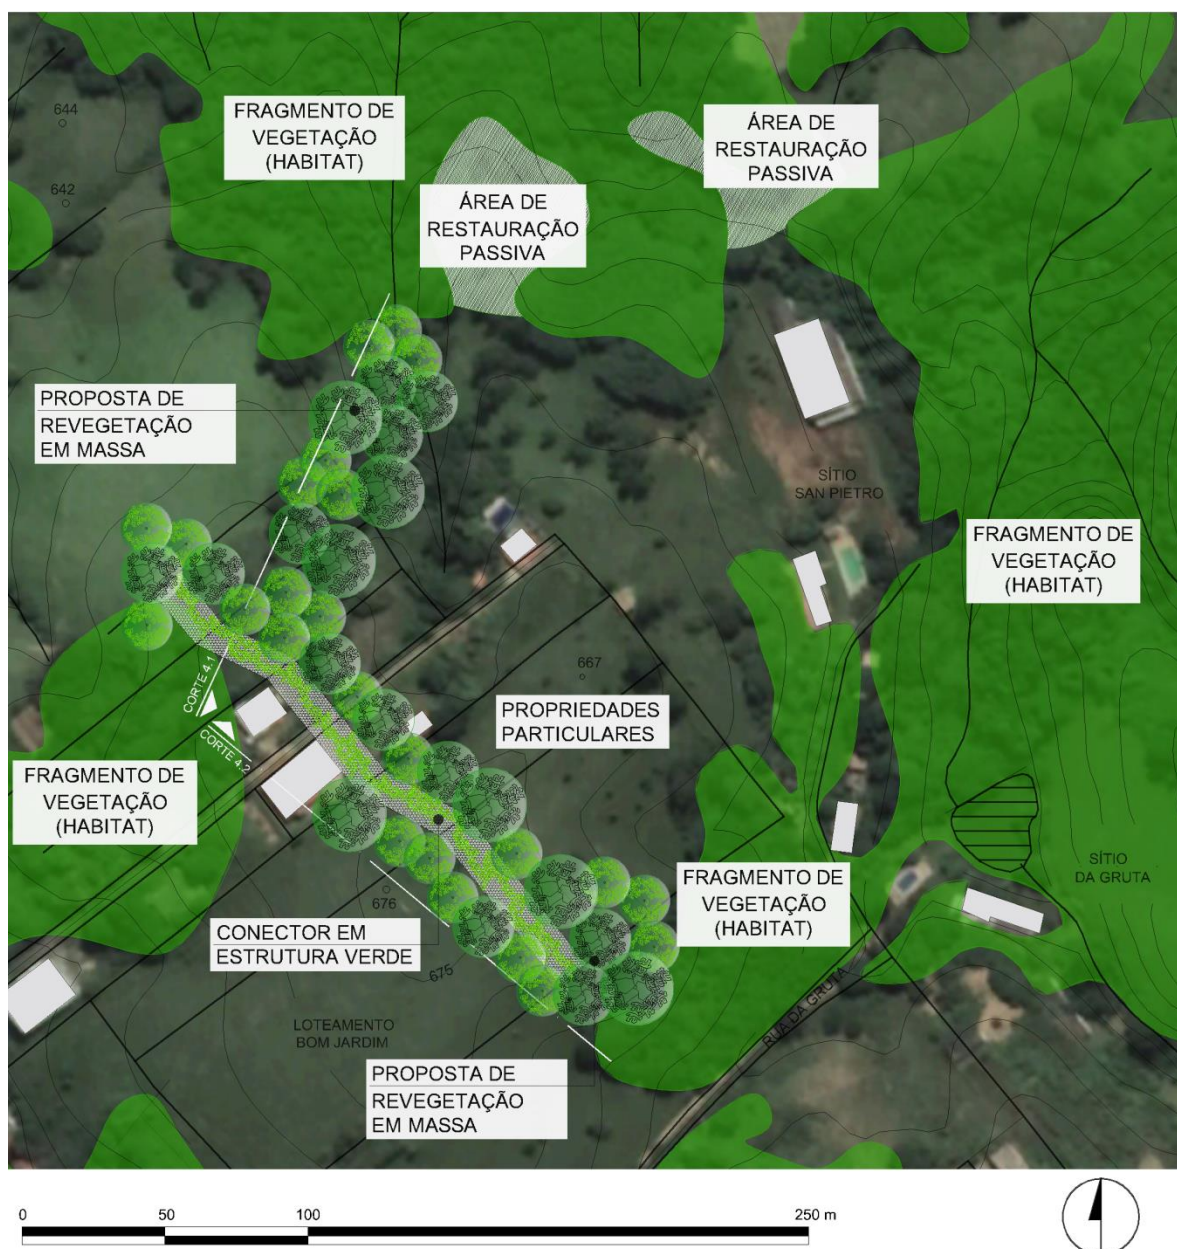 644
FRAGMENTO DE
VEGETAÇÃO
(HABITAT)
ÁREA DE
RESTAURAÇÃO
PASSIVA
642
ÁREA DE
RESTAURAÇÃO
PASSIVA
PROPOSTA DE
REVEGETAÇÃO
EM MASSA
SÍTIO
SAN PIETRO
FRAGMENTO DE
VEGETAÇÃO
(HABITAT)
667
CORTE 4.1
CORTE 4.2
PROPRIEDADES
PARTICULARES
FRAGMENTO DE
VEGETAÇÃO
(HABITAT)
SÍTIO
DA GRUTA
FRAGMENTO DE
VEGETAÇÃO
(HABITAT)
676
CONECTOR EM
ESTRUTURA VERDE
675
RUA DA GRUTA
LOTEAMENTO
BOM JARDIM
PROPOSTA DE
REVEGETAÇÃO
EM MASSA
0 50 100 250 m